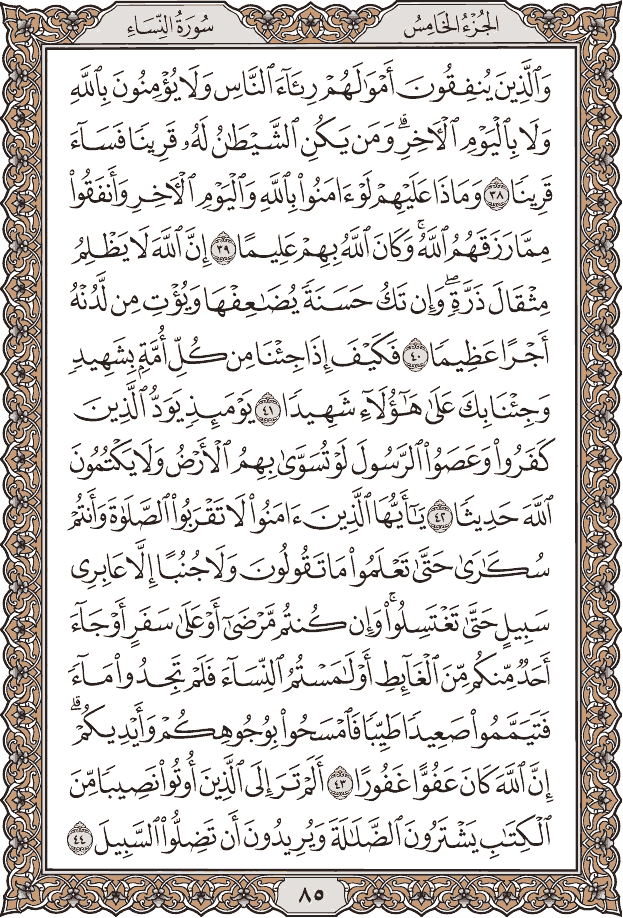 الجُزْءُ الخَامِسُ
سُورَةُ النِّسَاءِ
وَٱلَّذِينَ يُنفِقُونَ أَمْوَٰلَهُمْ رِئَآءَ ٱلنَّاسِ وَلَا يُؤْمِنُونَ بِٱللَّهِ
وَلَا بِٱلْيَوْمِ ٱلْأٓخِرِۗ وَمَن يَكُنِ ٱلشَّيْطَٰنُ لَهُۥ قَرِينًا فَسَآءَ
قَرِينًا ٣٨ وَمَاذَا عَلَيْهِمْ لَوْ ءَامَنُوا۟ بِٱللَّهِ وَٱلْيَوْمِ ٱلْأٓخِرِ وَأَنفَقُوا۟
مِمَّا رَزَقَهُمُ ٱللَّهُۚ وَكَانَ ٱللَّهُ بِهِمْ عَلِيمًا ٣٩ إِنَّ ٱللَّهَ لَا يَظْلِمُ
مِثْقَالَ ذَرَّةٍۖ وَإِن تَكُ حَسَنَةً يُضَٰعِفْهَا وَيُؤْتِ مِن لَّدُنْهُ
أَجْرًا عَظِيمًا ٤٠ فَكَيْفَ إِذَا جِئْنَا مِن كُلِّ أُمَّةٍۭ بِشَهِيدٍ
وَجِئْنَا بِكَ عَلَىٰ هَٰٓؤُلَآءِ شَهِيدًا ٤١ يَوْمَئِذٍ يَوَدُّ ٱلَّذِينَ
كَفَرُوا۟ وَعَصَوُا۟ ٱلرَّسُولَ لَوْ تُسَوَّىٰ بِهِمُ ٱلْأَرْضُ وَلَا يَكْتُمُونَ
ٱللَّهَ حَدِيثًا ٤٢ يَٰٓأَيُّهَا ٱلَّذِينَ ءَامَنُوا۟ لَا تَقْرَبُوا۟ ٱلصَّلَوٰةَ وَأَنتُمْ
سُكَٰرَىٰ حَتَّىٰ تَعْلَمُوا۟ مَا تَقُولُونَ وَلَا جُنُبًا إِلَّا عَابِرِى
سَبِيلٍ حَتَّىٰ تَغْتَسِلُوا۟ۚ وَإِن كُنتُم مَّرْضَىٰٓ أَوْ عَلَىٰ سَفَرٍ أَوْ جَآءَ
أَحَدٌ مِّنكُم مِّنَ ٱلْغَآئِطِ أَوْ لَٰمَسْتُمُ ٱلنِّسَآءَ فَلَمْ تَجِدُوا۟ مَآءً
فَتَيَمَّمُوا۟ صَعِيدًا طَيِّبًا فَٱمْسَحُوا۟ بِوُجُوهِكُمْ وَأَيْدِيكُمْۗ
إِنَّ ٱللَّهَ كَانَ عَفُوًّا غَفُورًا ٤٣ أَلَمْ تَرَ إِلَى ٱلَّذِينَ أُوتُوا۟ نَصِيبًا مِّنَ
ٱلْكِتَٰبِ يَشْتَرُونَ ٱلضَّلَٰلَةَ وَيُرِيدُونَ أَن تَضِلُّوا۟ ٱلسَّبِيلَ ٤٤
٨٥